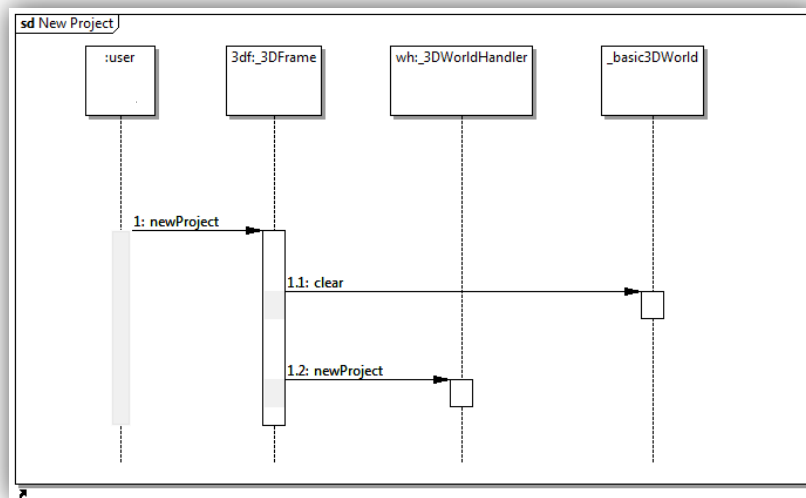 sd New Project
:user
3df:_3DFrame
wh:_3DWorldHandler
_basic3DWorld
1: newProject
1.1: clear
1.2: newProject